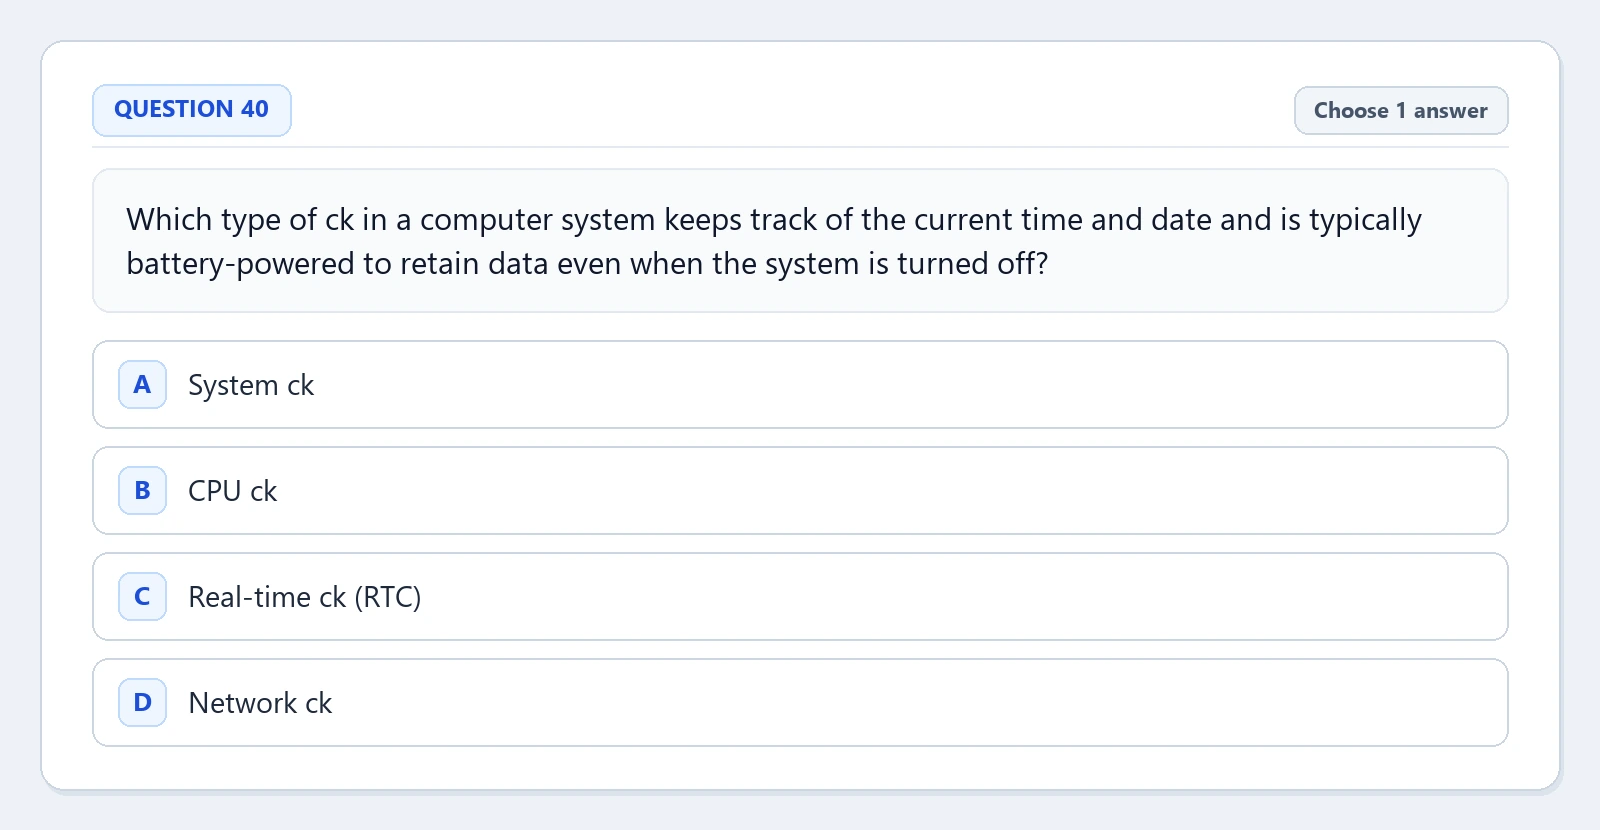 QUESTION 40
Choose 1 answer
Which type of ck in a computer system keeps track of the current time and date and is typically
battery-powered to retain data even when the system is turned off?
A System ck
B CPU ck
C Real-time ck (RTC)
D Network ck